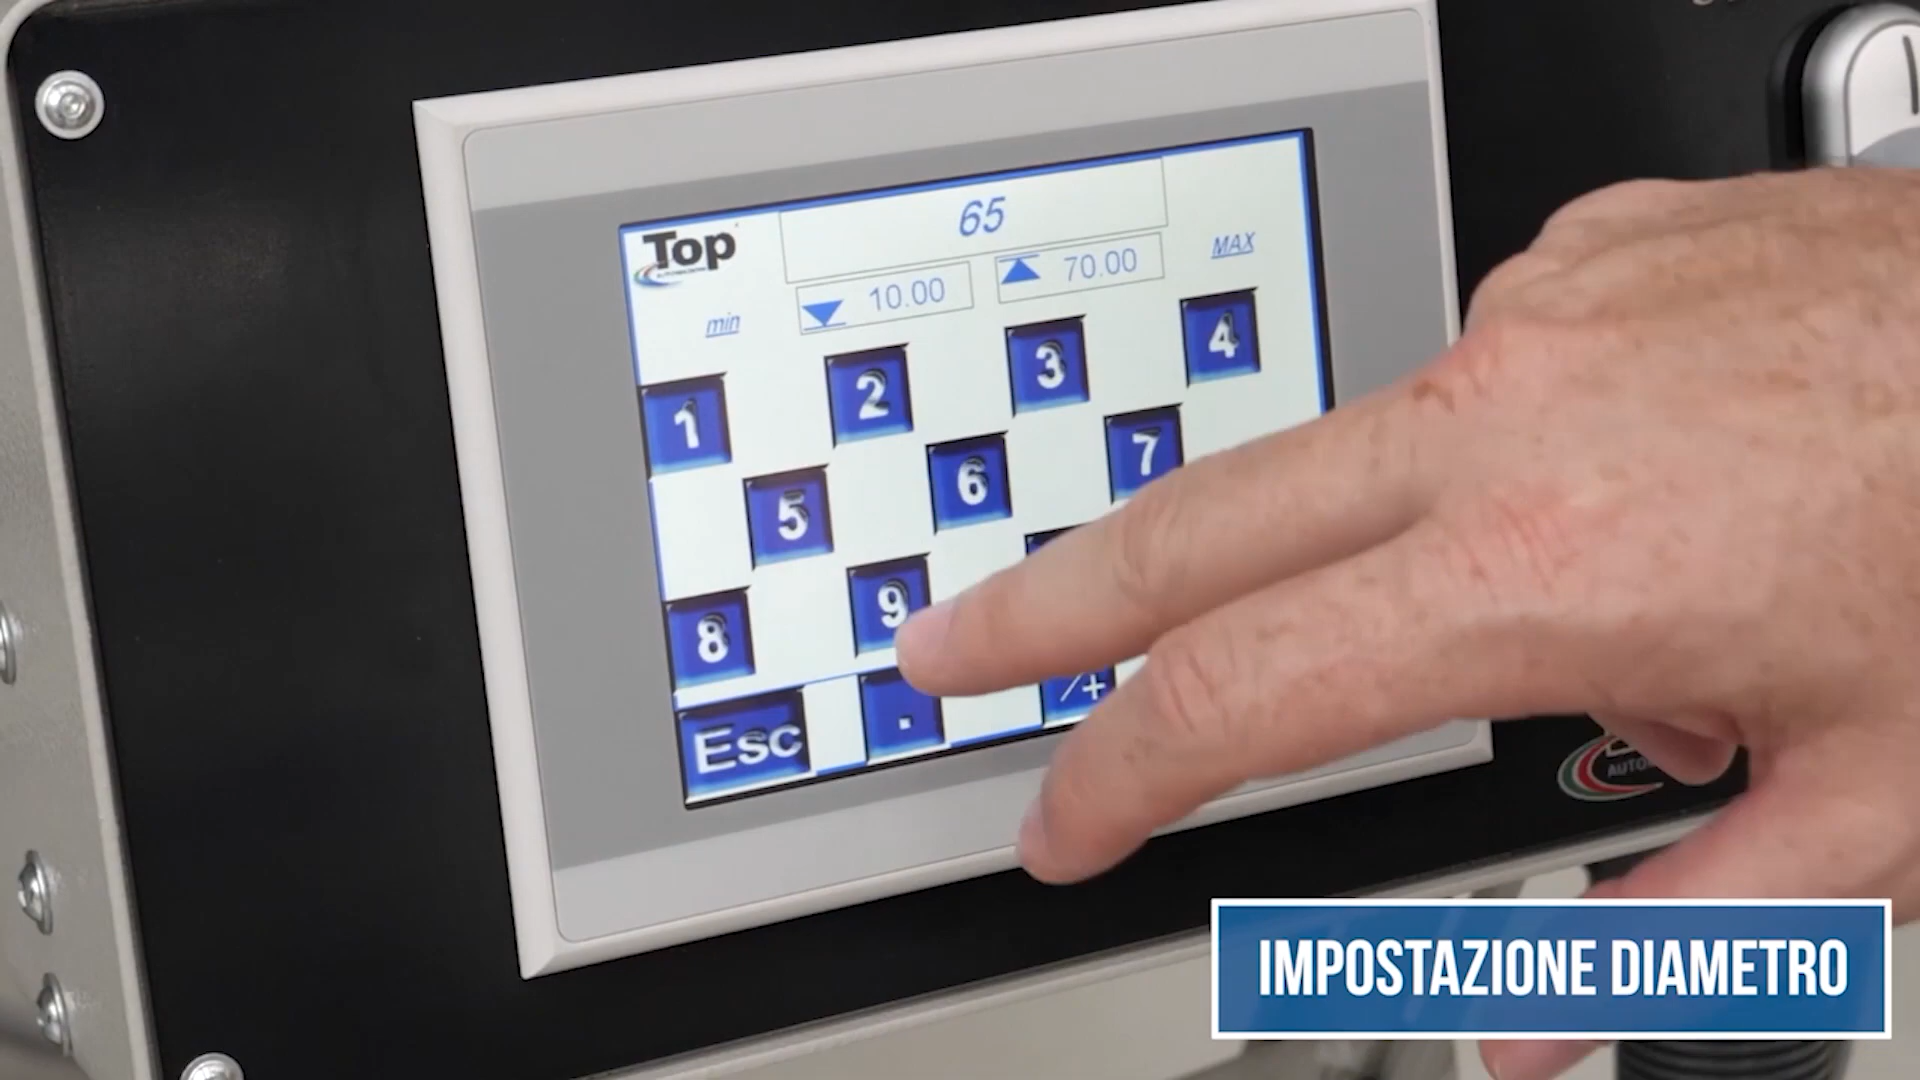 Top
65
min
10.00
70.00
MAX
1
2
3
4
5
6
7
8
9
Esc
.
/+
IMPOSTAZIONE DIAMETRO